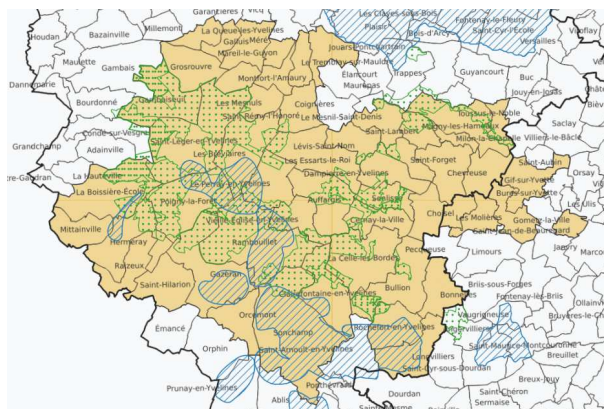 Garancières
Vicq
Les Clayes-sous-Bois
Houdan
Bazainville
Millemont
La Queue-les-Yvelines
Plaisir
Fontenay-le-Fleury
Viroflay
Galluis
Méré
Bois-d'Arcy
Saint-Cyr-l'École
Versailles
Maulette
Gambais
Grosrouvre
Mareil-le-Guyon
Jouars-Pontchartrain
Le Tremblay-sur-Mauldre
Dannemarie
Montfort-l'Amaury
Élancourt
Trappes
Guyancourt
Buc
Maurepas
Jouy-en-Josas
Bourdonné
Gambaiseuil
Les Mesnuls
Coignières
Toussus-le-Noble
Saint-Rémy-l'Honoré
Le Mesnil-Saint-Denis
Magny-les-Hameaux
Saclay
Condé-sur-Vesgre
Saint-Lambert
Milon-la-Chapelle
Villiers-le-Bâcle
Grandchamp
Adainville
Saint-Léger-en-Yvelines
Lévis-Saint-Nom
Les Bréviaires
Les Essarts-le-Roi
Saint-Forget
Saint-Aubin
La Hauteville
Le Perray-en-Yvelines
Dampierre-en-Yvelines
Chevreuse
Gif-sur-Yvette
Orsay
La Boissière-École
Poigny-la-Forêt
Auffargis
Senlisse
Bures-sur-Yvette
Les Ulis
Mittainville
Vieille-Église-en-Yvelines
Cernay-la-Ville
Choisel
Les Molières
Gometz-la-Ville
Saint-Jean-de-Beauregard
Hermeray
Rambouillet
Pecqueuse
Janvry
Raizeux
La Celle-les-Bordes
Limours
Gazeran
Saint-Hilarion
Clairefontaine-en-Yvelines
Bullion
Briis-sous-Forges
Bonnelles
Fontenay-lès-Briis
Orcemont
Vaugrigneuse
Émancé
Sonchamp
Rochefort-en-Yvelines
Angervilliers
Orphin
Saint-Arnoult-en-Yvelines
Longvilliers
Saint-Maurice-Montcouronne
Breuillet
Saint-Cyr-sous-Dourdan
Prunay-en-Yvelines
Ponthévrard
Breux-Jouy
Ablis
Dourdan
Saint-Chéron
Sermaise